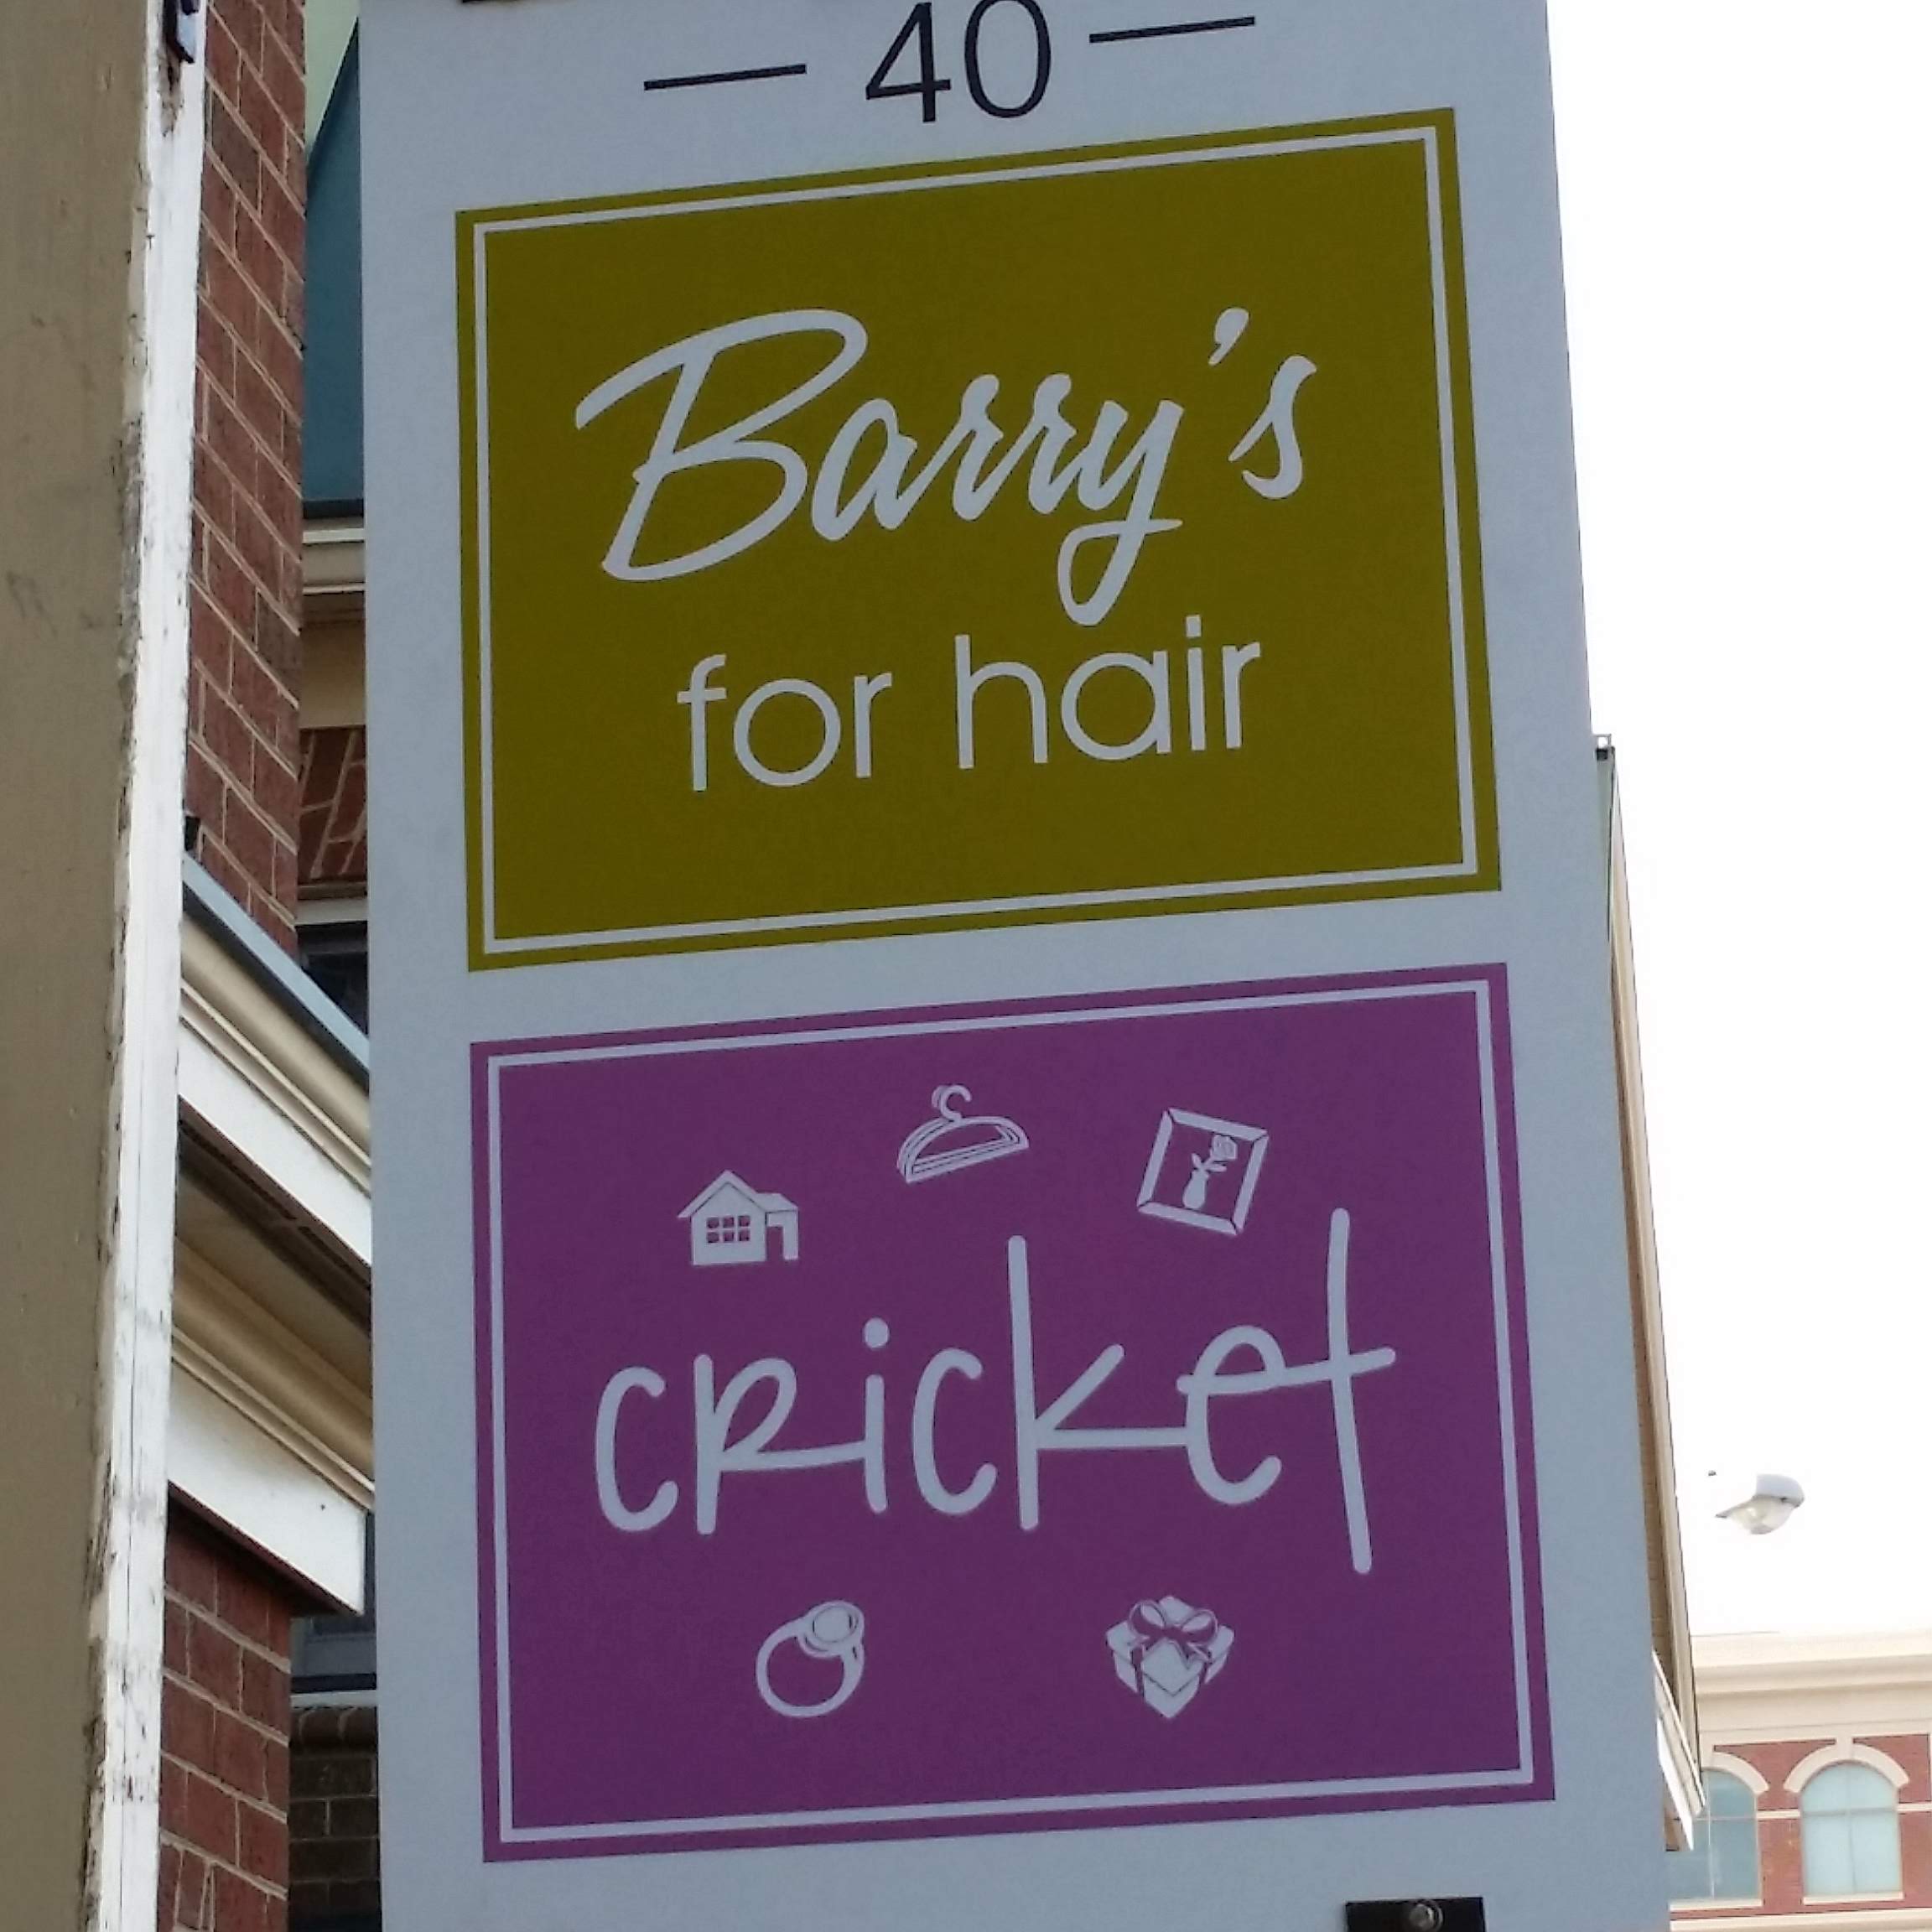 — 40 —
Barry's
for hair
cricket